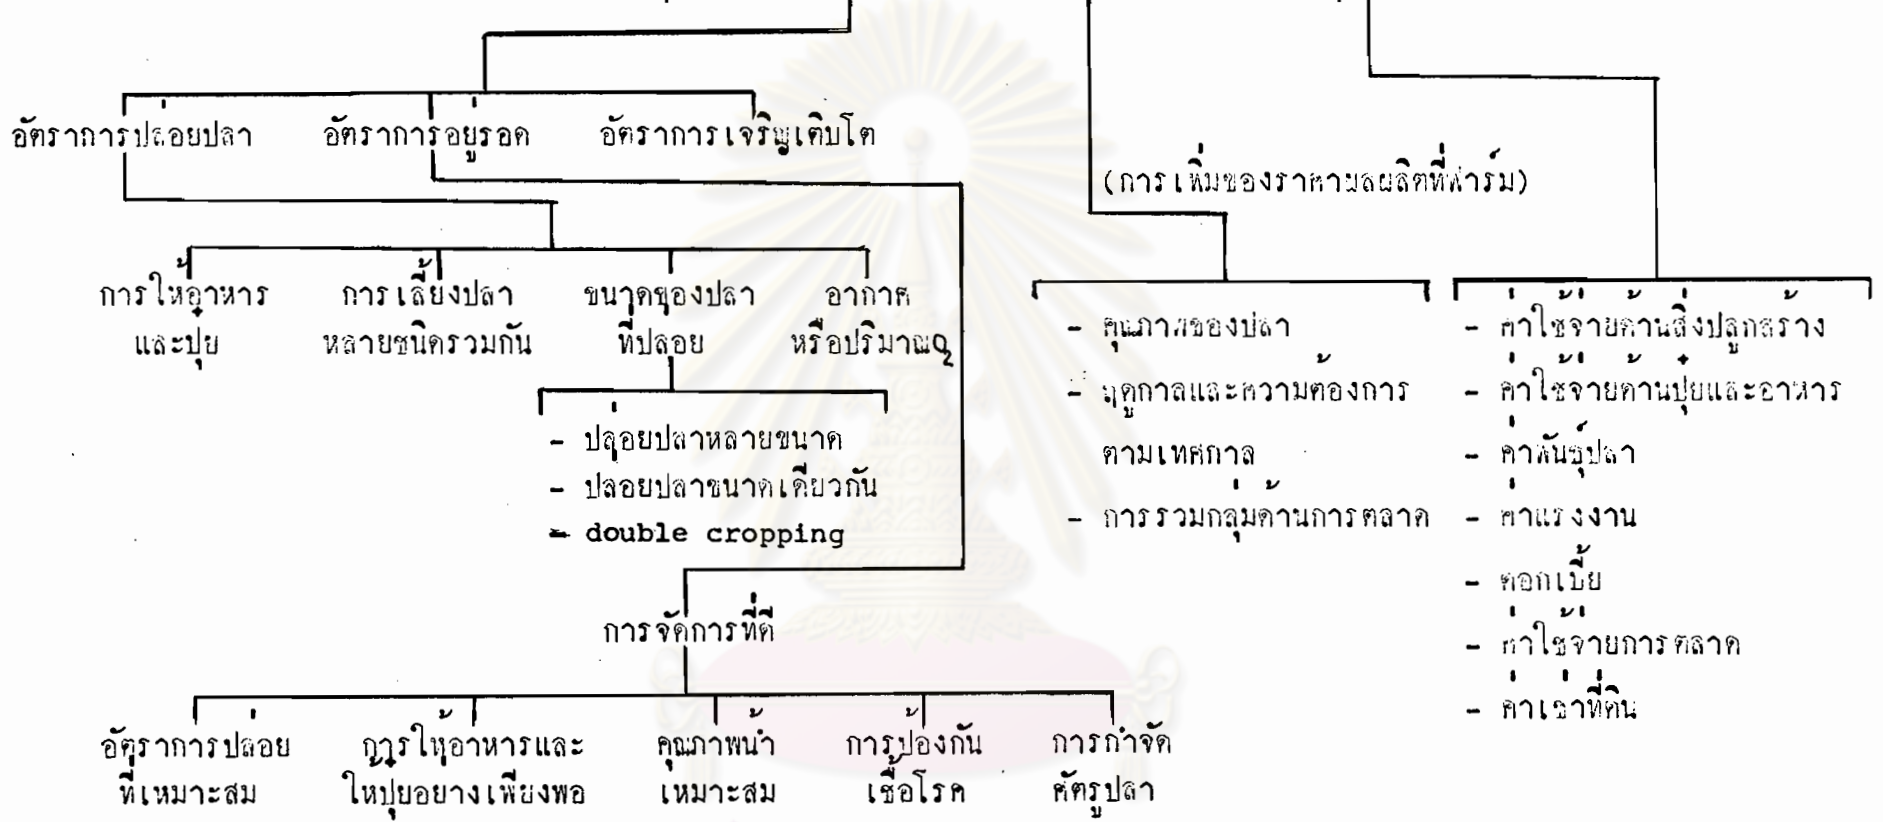 อัตราการปล่อยปลา
อัตราการอยู่รอด
อัตราการเจริญเติบโต
(การเพิ่มของราคาผลผลิตที่ฟาร์ม)
การให้อาหาร
และปุ๋ย
การเลี้ยงปลา
หลายชนิดรวมกัน
ขนาดของปลา
ที่ปล่อย
อากาศ
หรือปริมาณO₂
- ปล่อยปลาหลายขนาด
- ปล่อยปลาขนาดเดียวกัน
- double cropping
- คุณภาพของปลา
- ฤดูกาลและความต้องการ
ตามเทศกาล
- การรวมกลุ่มด้านการตลาด
- ค่าใช้จ่ายด้านสิ่งปลูกสร้าง
- ค่าใช้จ่ายด้านปุ๋ยและอาหาร
- ค่าพันธุ์ปลา
- ค่าแรงงาน
- ดอกเบี้ย
- ค่าใช้จ่ายการตลาด
- ค่าเช่าที่ดิน
การจัดการที่ดี
อัตราการปล่อย
ที่เหมาะสม
การให้อาหารและ
ให้ปุ๋ยอย่างเพียงพอ
คุณภาพน้ำ
เหมาะสม
การป้องกัน
เชื้อโรค
การกำจัด
ศัตรูปลา